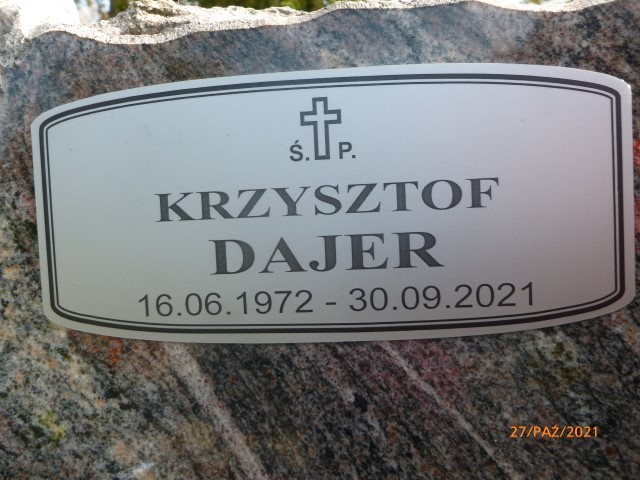 Ś. P.
KRZYSZTOF
DAJER
16.06.1972 - 30.09.2021
27/PAŹ/2021